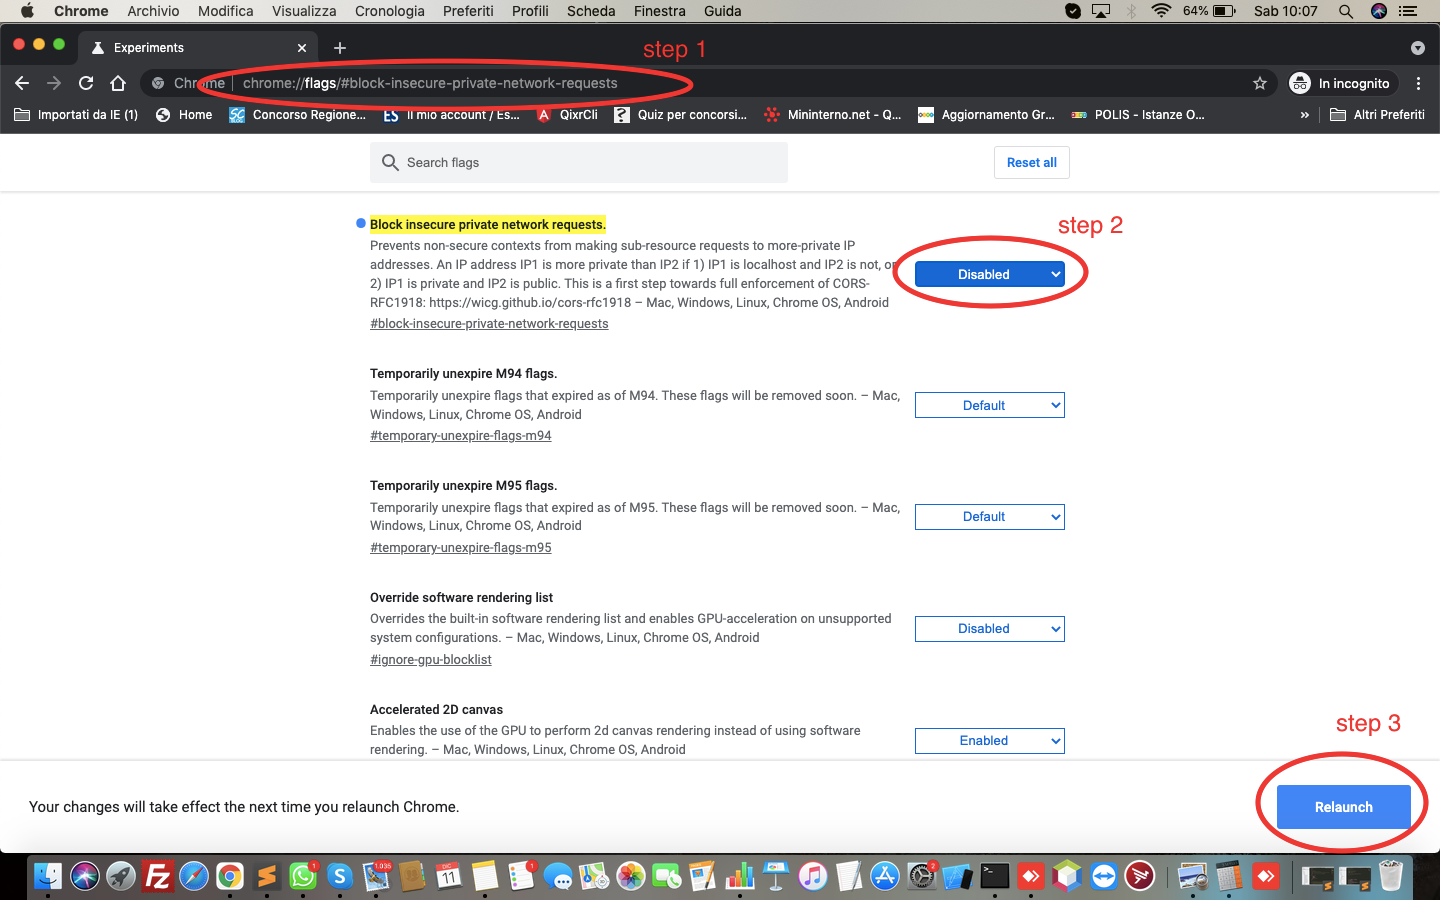 Chrome Archivio Modifica Visualizza Cronologia Preferiti Profili Scheda Finestra Guida 64% Sab 10:07
Experiments
step 1
Chrome chrome://flags/#block-insecure-private-network-requests In incognito
Importati da IE (1) Home Concorso Regione... ES Il mio account / Es... QixrCli Quiz per concorsi... Mininterno.net - Q... Aggiornamento Gr... POLIS - Istanze O... » Altri Preferiti
Search flags Reset all
step 2
Block insecure private network requests.
Prevents non-secure contexts from making sub-resource requests to more-private IP
addresses. An IP address IP1 is more private than IP2 if 1) IP1 is localhost and IP2 is not, or
2) IP1 is private and IP2 is public. This is a first step towards full enforcement of CORS-
RFC1918: https://wicg.github.io/cors-rfc1918 – Mac, Windows, Linux, Chrome OS, Android
#block-insecure-private-network-requests
Disabled
Temporarily unexpire M94 flags.
Temporarily unexpire flags that expired as of M94. These flags will be removed soon. – Mac,
Windows, Linux, Chrome OS, Android
#temporary-unexpire-flags-m94
Default
Temporarily unexpire M95 flags.
Temporarily unexpire flags that expired as of M95. These flags will be removed soon. – Mac,
Windows, Linux, Chrome OS, Android
#temporary-unexpire-flags-m95
Default
Override software rendering list
Overrides the built-in software rendering list and enables GPU-acceleration on unsupported
system configurations. – Mac, Windows, Linux, Chrome OS, Android
#ignore-gpu-blocklist
Disabled
Accelerated 2D canvas
Enables the use of the GPU to perform 2d canvas rendering instead of using software
rendering. – Mac, Windows, Linux, Chrome OS, Android
Enabled
step 3
Your changes will take effect the next time you relaunch Chrome.
Relaunch
Fz 1 1.035 DIC 11 1 2